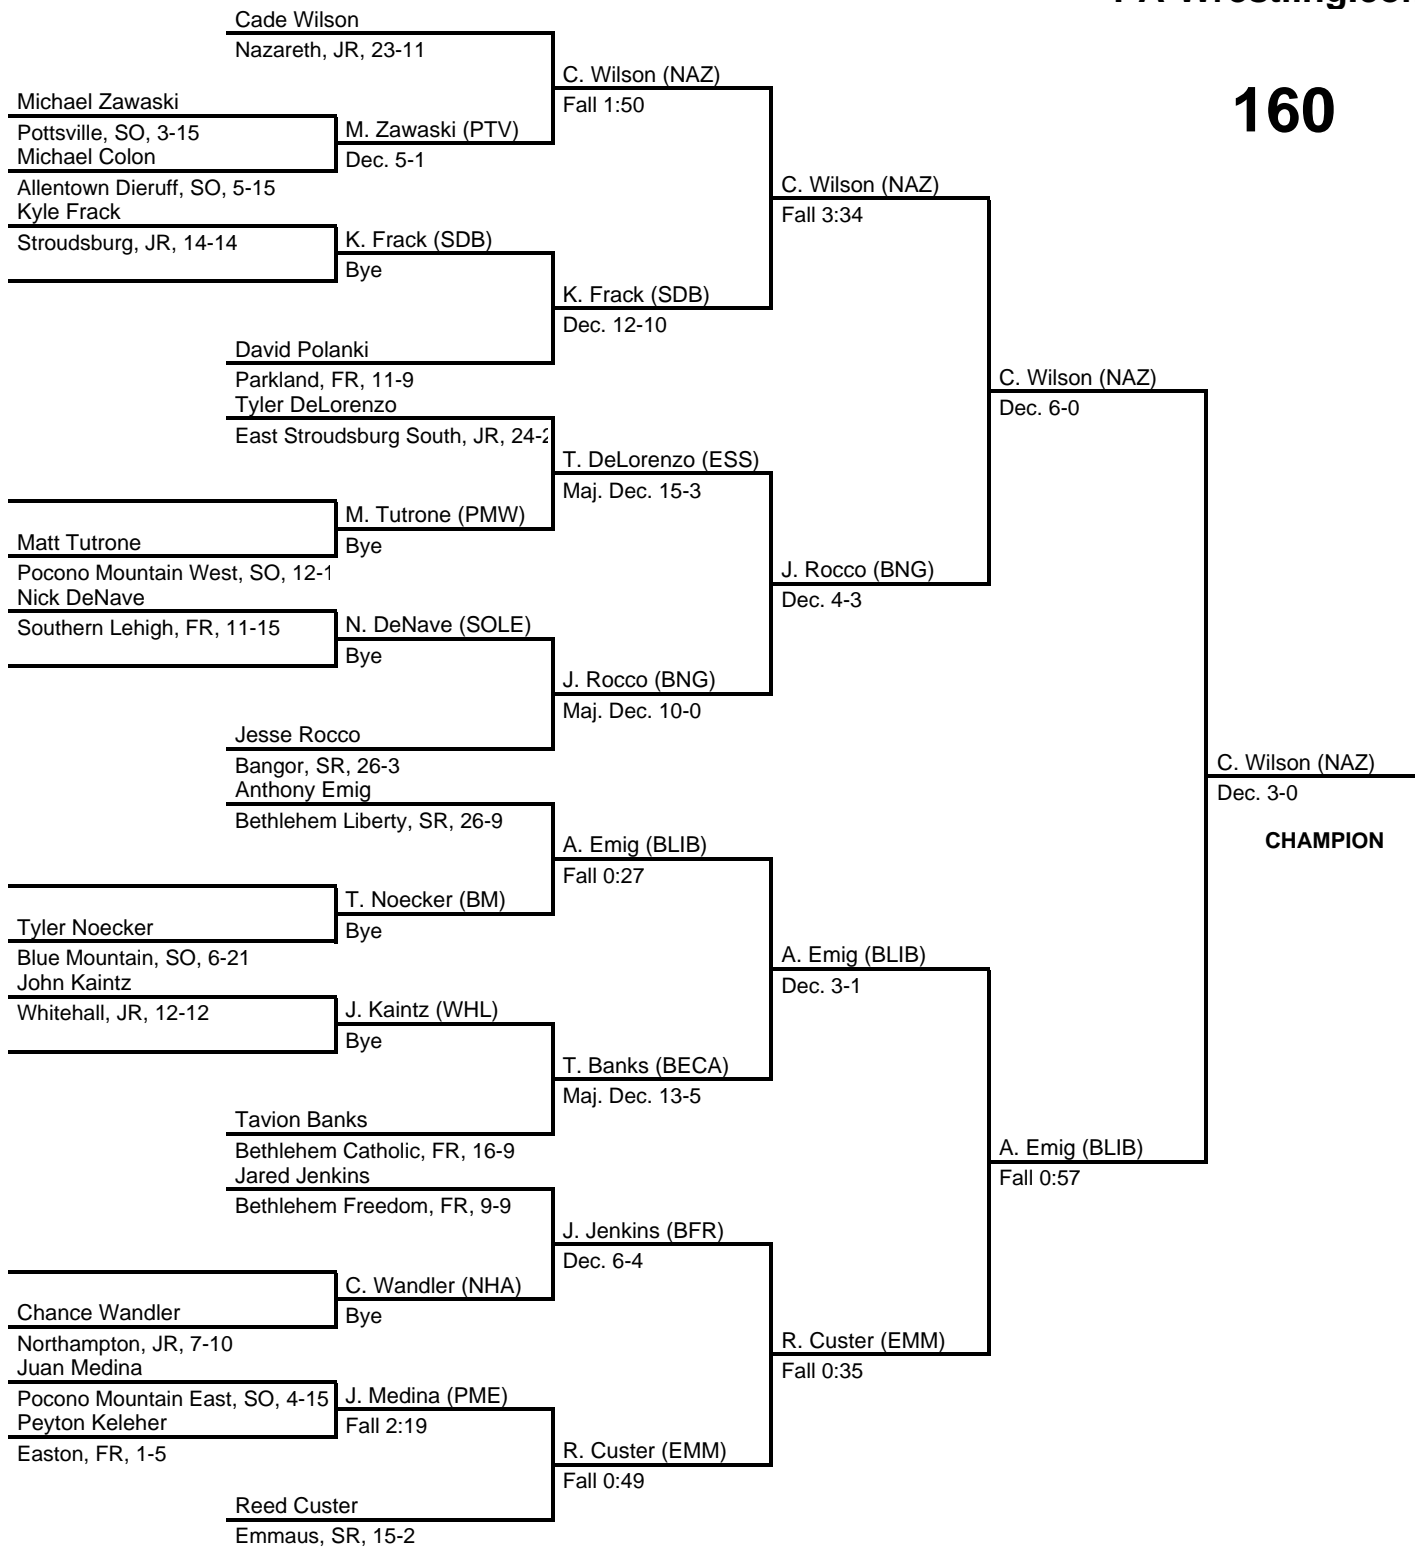 Cade Wilson
Nazareth, JR, 23-11
C. Wilson (NAZ)
Fall 1:50
160
Michael Zawaski
Pottsville, SO, 3-15
M. Zawaski (PTV)
Dec. 5-1
Michael Colon
Allentown Dieruff, SO, 5-15
C. Wilson (NAZ)
Fall 3:34
Kyle Frack
Stroudsburg, JR, 14-14
K. Frack (SDB)
Bye
K. Frack (SDB)
Dec. 12-10
David Polanki
Parkland, FR, 11-9
C. Wilson (NAZ)
Dec. 6-0
Tyler DeLorenzo
East Stroudsburg South, JR,
T. DeLorenzo (ESS)
Maj. Dec. 15-3
M. Tutrone (PMW)
Bye
Matt Tutrone
Pocono Mountain West, SO,
J. Rocco (BNG)
Dec. 4-3
Nick DeNave
Southern Lehigh, FR, 11-15
N. DeNave (SOLE)
Bye
J. Rocco (BNG)
Maj. Dec. 10-0
Jesse Rocco
Bangor, SR, 26-3
C. Wilson (NAZ)
Dec. 3-0
CHAMPION
Anthony Emig
Bethlehem Liberty, SR, 26-9
A. Emig (BLIB)
Fall 0:27
T. Noecker (BM)
Bye
Tyler Noecker
Blue Mountain, SO, 6-21
A. Emig (BLIB)
Dec. 3-1
John Kaintz
Whitehall, JR, 12-12
J. Kaintz (WHL)
Bye
T. Banks (BECA)
Maj. Dec. 13-5
Tavion Banks
Bethlehem Catholic, FR, 16-9
A. Emig (BLIB)
Fall 0:57
Jared Jenkins
Bethlehem Freedom, FR, 9-9
J. Jenkins (BFR)
Dec. 6-4
C. Wandler (NHA)
Bye
Chance Wandler
Northampton, JR, 7-10
R. Custer (EMM)
Fall 0:35
Juan Medina
Pocono Mountain East, SO, 4-15
J. Medina (PME)
Fall 2:19
Peyton Keleher
Easton, FR, 1-5
R. Custer (EMM)
Fall 0:49
Reed Custer
Emmaus, SR, 15-2